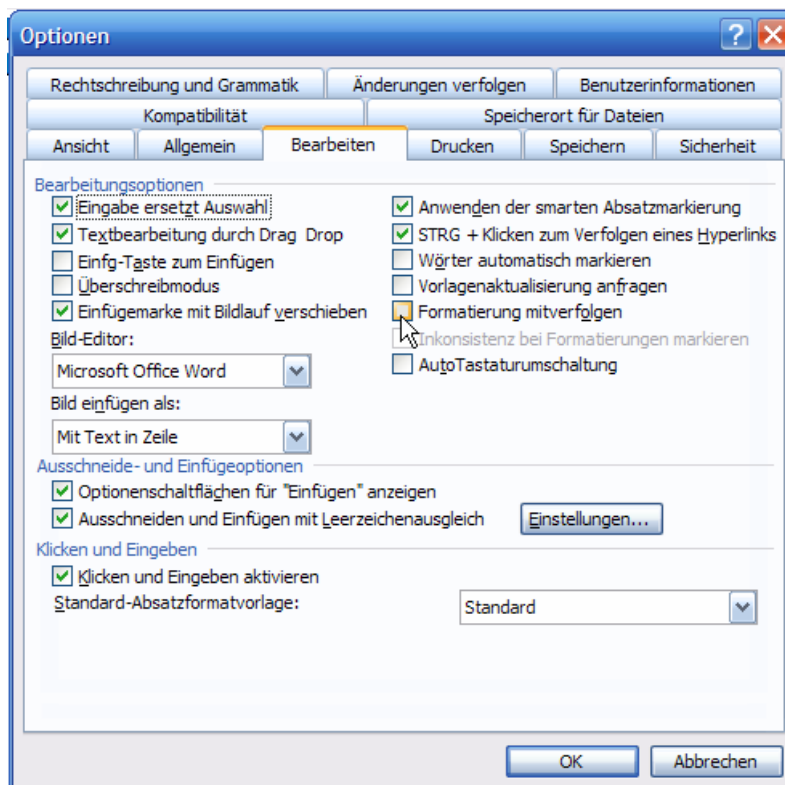 Optionen
Rechtschreibung und Grammatik Änderungen verfolgen Benutzerinformationen
Kompatibilität Speicherort für Dateien
Ansicht Allgemein Bearbeiten Drucken Speichern Sicherheit
Bearbeitungsoptionen
Eingabe ersetzt Auswahl
Textbearbeitung durch Drag Drop
Einfg-Taste zum Einfügen
Überschreibmodus
Einfügemarke mit Bildlauf verschieben
Bild-Editor:
Microsoft Office Word
Bild einfügen als:
Mit Text in Zeile
Anwenden der smarten Absatzmarkierung
STRG + Klicken zum Verfolgen eines Hyperlinks
Wörter automatisch markieren
Vorlagenaktualisierung anfragen
Formatierung mitverfolgen
Inkonsistenz bei Formatierungen markieren
AutoTastaturumschaltung
Ausschneide- und Einfügeoptionen
Optionenschaltflächen für "Einfügen" anzeigen
Ausschneiden und Einfügen mit Leerzeichenausgleich Einstellungen...
Klicken und Eingeben
Klicken und Eingeben aktivieren
Standard-Absatzformatvorlage: Standard
OK Abbrechen